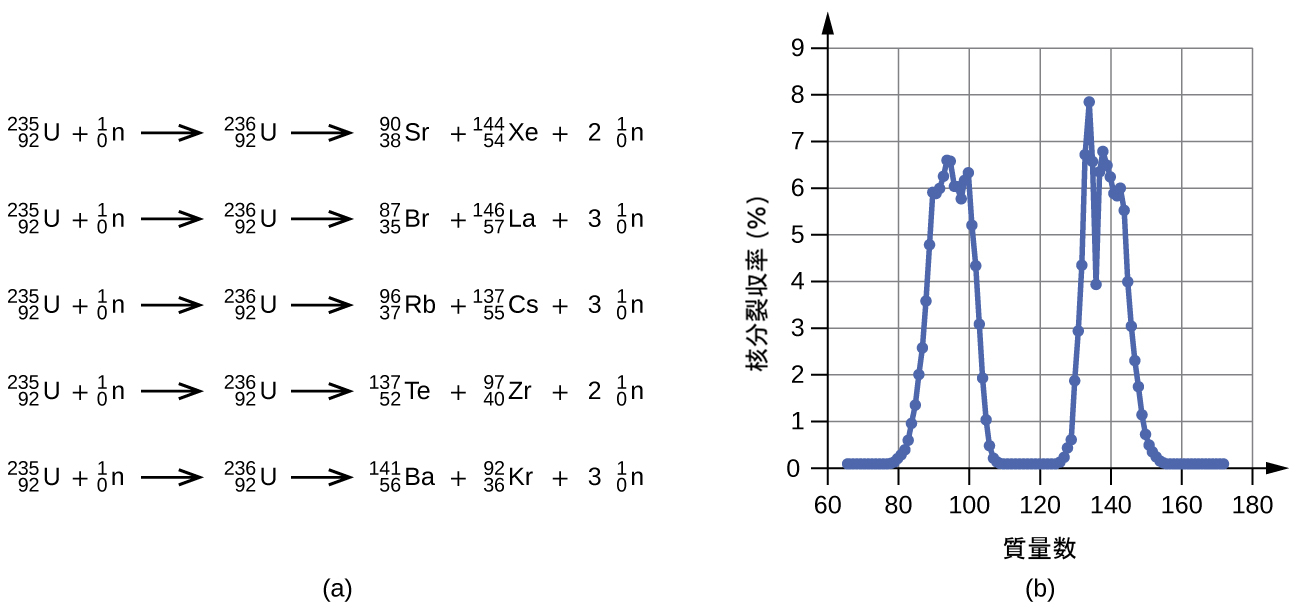 ²³⁵₉₂U + ¹₀n ⟶ ²³⁶₉₂U ⟶ ⁹⁰₃₈Sr + ¹⁴⁴₅₄Xe + 2 ¹₀n
²³⁵₉₂U + ¹₀n ⟶ ²³⁶₉₂U ⟶ ⁸⁷₃₅Br + ¹⁴⁶₅₇La + 3 ¹₀n
²³⁵₉₂U + ¹₀n ⟶ ²³⁶₉₂U ⟶ ⁹⁶₃₇Rb + ¹³⁷₅₅Cs + 3 ¹₀n
²³⁵₉₂U + ¹₀n ⟶ ²³⁶₉₂U ⟶ ¹³⁷₅₂Te + ⁹⁷₄₀Zr + 2 ¹₀n
²³⁵₉₂U + ¹₀n ⟶ ²³⁶₉₂U ⟶ ¹⁴¹₅₆Ba + ⁹²₃₆Kr + 3 ¹₀n
(a)
核分裂収率 (%)
9
8
7
6
5
4
3
2
1
0
60 80 100 120 140 160 180
質量数
(b)